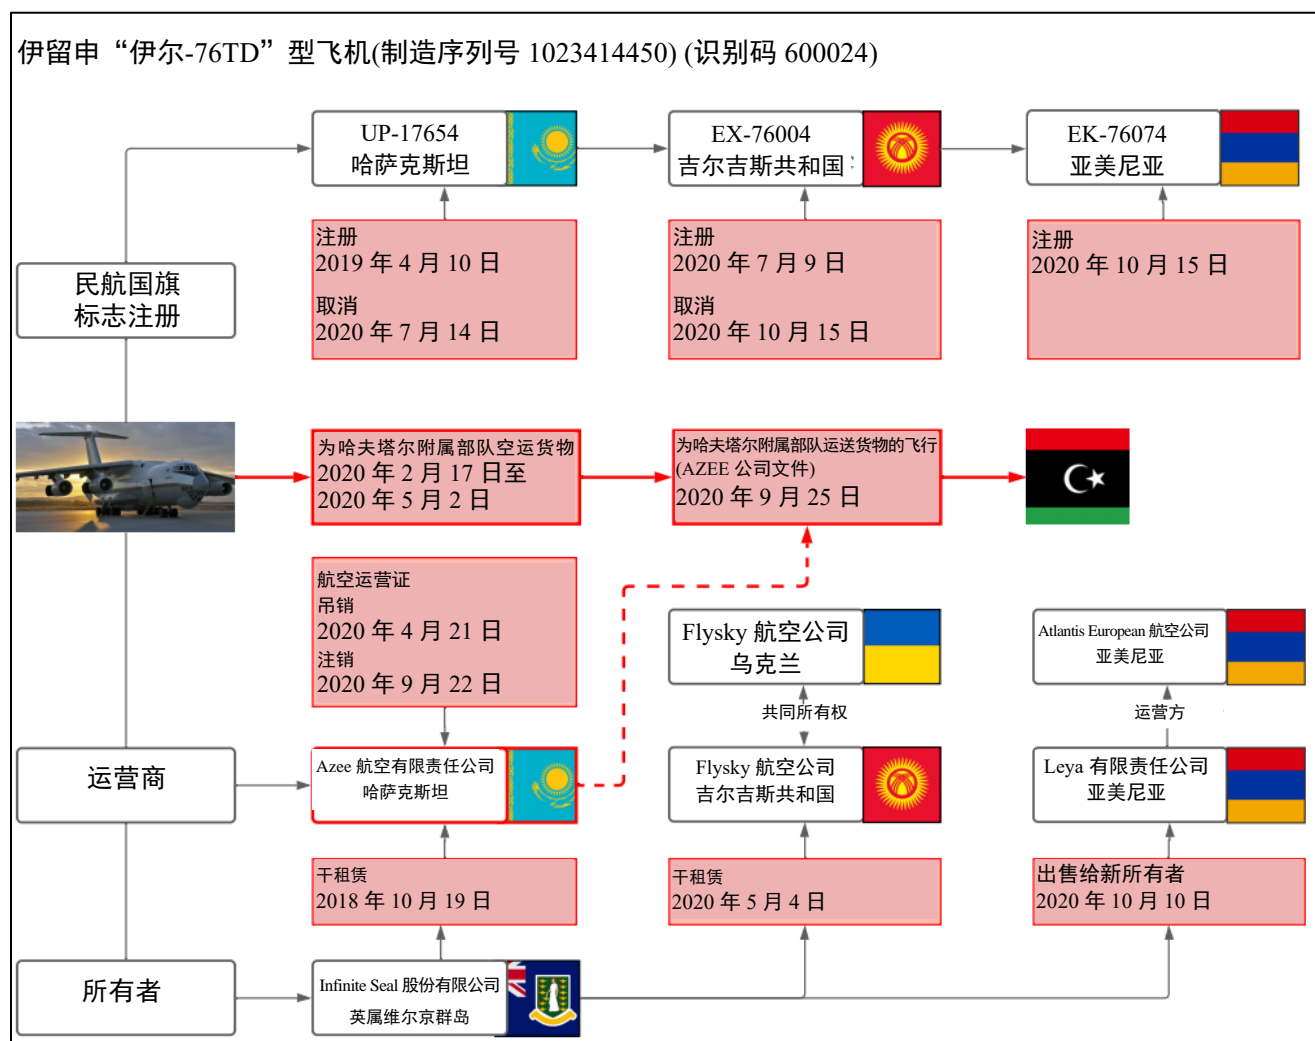 伊留申“伊尔-76TD”型飞机(制造序列号 1023414450) (识别码 600024)
UP-17654
哈萨克斯坦
EX-76004
吉尔吉斯共和国
EK-76074
亚美尼亚
注册
2019 年 4 月 10 日
取消
2020 年 7 月 14 日
注册
2020 年 7 月 9 日
取消
2020 年 10 月 15 日
注册
2020 年 10 月 15 日
民航国旗
标志注册
为哈夫塔尔附属部队空运货物
2020 年 2 月 17 日至
2020 年 5 月 2 日
为哈夫塔尔附属部队运送货物的飞行
(AZEE 公司文件)
2020 年 9 月 25 日
航空运营证
吊销
2020 年 4 月 21 日
注销
2020 年 9 月 22 日
Flysky 航空公司
乌克兰
Atlantis European 航空公司
亚美尼亚
共同所有权
运营方
运营商
Azee 航空有限责任公司
哈萨克斯坦
Flysky 航空公司
吉尔吉斯共和国
Leya 有限责任公司
亚美尼亚
干租赁
2018 年 10 月 19 日
干租赁
2020 年 5 月 4 日
出售给新所有者
2020 年 10 月 10 日
所有者
Infinite Seal 股份有限公司
英属维尔京群岛